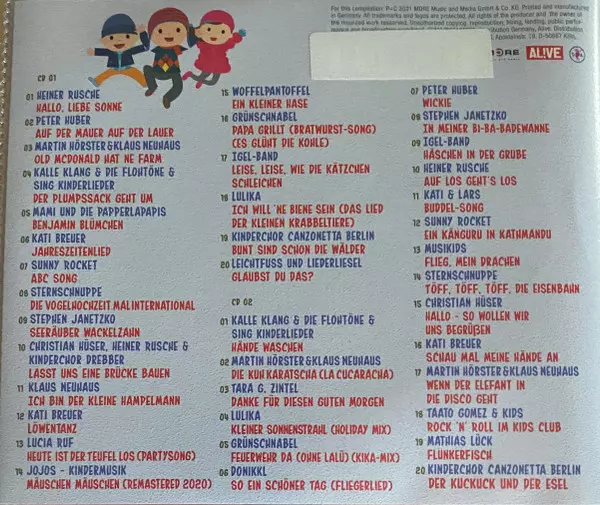 For this compilation: P+C 2021 MORE Music and Media GmbH & Co. KG. Printed and manufactured
in Germany. All trademarks and logos are protected. All rights of the producer and the owner of
the recorded work reserved. Unauthorized copying, reproduction, hiring, lending, public perfor-
Distribution Germany, Alive. Distribution
D-50667 Köln.
MORE
ALIVE
CD 01
01 HEINER RUSCHE
HALLO, LIEBE SONNE
02 PETER HUBER
AUF DER MAUER AUF DER LAUER
03 MARTIN HÖRSTER & KLAUS NEUHAUS
OLD MCDONALD HAT NE FARM
04 KALLE KLANG & DIE FLOHTÖNE &
SING KINDERLIEDER
DER PLUMPSSACK GEHT UM
05 MAMI UND DIE PAPPERLAPAPIS
BENJAMIN BLÜMCHEN
06 KATI BREUER
JAHRESZEITENLIED
07 SUNNY ROCKET
ABC SONG
08 STERNSCHNUPPE
DIE VOGELHOCHZEIT MAL INTERNATIONAL
09 STEPHEN JANETZKO
SEERÄUBER WACKELZAHN
10 CHRISTIAN HÜSER, HEINER RUSCHE &
KINDERCHOR DREBBER
LASST UNS EINE BRÜCKE BAUEN
11 KLAUS NEUHAUS
ICH BIN DER KLEINE HAMPELMANN
12 KATI BREUER
LÖWENTANZ
13 LUCIA RUF
HEUTE IST DER TEUFEL LOS (PARTYSONG)
14 JOJOS - KINDERMUSIK
MÄUSCHEN MÄUSCHEN (REMASTERED 2020)
15 WOFFELPANTOFFEL
EIN KLEINER HASE
16 GRÜNSCHNABEL
PAPA GRILLT (BRATWURST-SONG)
(ES GLÜHT DIE KOHLE)
17 IGEL-BAND
LEISE, LEISE, WIE DIE KÄTZCHEN
SCHLEICHEN
18 LULIKA
ICH WILL 'NE BIENE SEIN (DAS LIED
DER KLEINEN KRABBELTIERE)
19 KINDERCHOR CANZONETTA BERLIN
BUNT SIND SCHON DIE WÄLDER
20 LEICHTFUSS UND LIEDERLIESEL
GLAUBST DU DAS?
CD 02
01 KALLE KLANG & DIE FLOHTÖNE &
SING KINDERLIEDER
HÄNDE WASCHEN
02 MARTIN HÖRSTER & KLAUS NEUHAUS
DIE KUH KARATSCHA (LA CUCARACHA)
03 TARA G. ZINTEL
DANKE FÜR DIESEN GUTEN MORGEN
04 LULIKA
KLEINER SONNENSTRAHL (HOLIDAY MIX)
05 GRÜNSCHNABEL
FEUERWEHR DA (OHNE LALÜ) (KIKA-MIX)
06 DONIKKL
SO EIN SCHÖNER TAG (FLIEGERLIED)
07 PETER HUBER
WICKIE
08 STEPHEN JANETZKO
IN MEINER BI-BA-BADEWANNE
09 IGEL-BAND
HÄSCHEN IN DER GRUBE
10 HEINER RUSCHE
AUF LOS GEHT'S LOS
11 KATI & LARS
BUDDEL-SONG
12 SUNNY ROCKET
EIN KÄNGURU IN KATHMANDU
13 MUSIKIDS
FLIEG, MEIN DRACHEN
14 STERNSCHNUPPE
TÖFF, TÖFF, TÖFF, DIE EISENBAHN
15 CHRISTIAN HÜSER
HALLO - SO WOLLEN WIR
UNS BEGRÜßEN
16 KATI BREUER
SCHAU MAL MEINE HÄNDE AN
17 MARTIN HÖRSTER & KLAUS NEUHAUS
WENN DER ELEFANT IN
DIE DISCO GEHT
18 TAATO GOMEZ & KIDS
ROCK 'N' ROLL IM KIDS CLUB
19 MATHIAS LÜCK
FLUNKERFISCH
20 KINDERCHOR CANZONETTA BERLIN
DER KUCKUCK UND DER ESEL